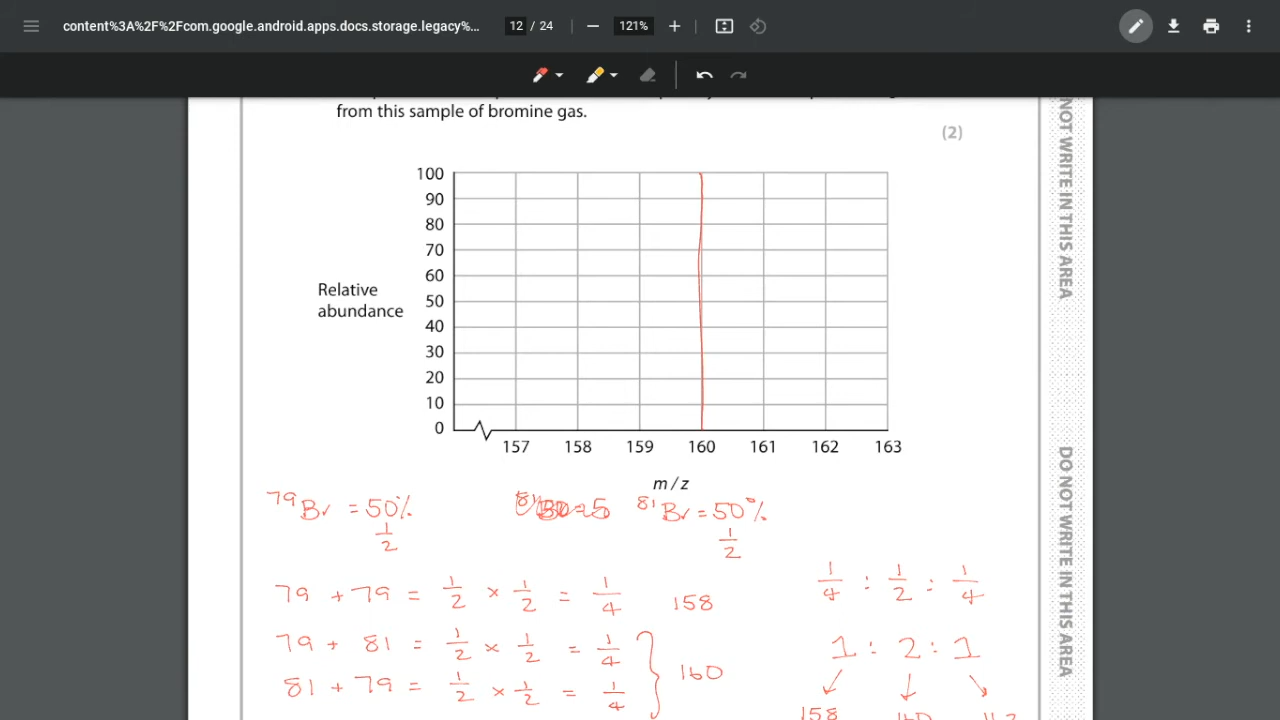 content%3A%2F%2Fcom.google.android.apps.docs.storage.legacy%... 12 / 24 121%
from this sample of bromine gas.
(2)
100
90
80
70
60
50
40
30
20
10
0
Relative
abundance
157 158 159 160 161 162 163
m / z
79Br = 50% 81Br = 50%
1/2 1/2
79 + 79 = 1/2 × 1/2 = 1/4 158
79 + 81 = 1/2 × 1/2 = 1/4
81 + 79 = 1/2 × 1/2 = 1/4
160
1/4 : 1/2 : 1/4
1 : 2 : 1
158
NOT WRITE IN THIS AREA
DO NOT WRITE IN THIS AREA